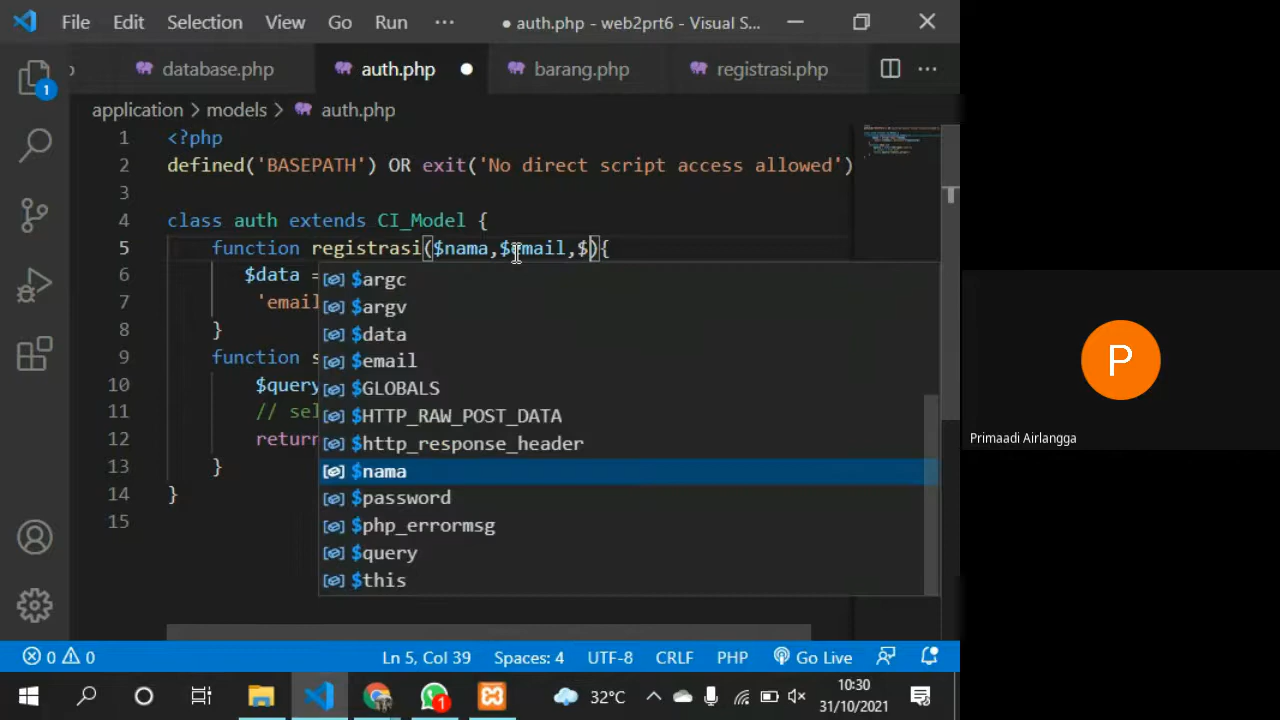 File Edit Selection View Go Run ··· ● auth.php - web2prt6 - Visual S...
database.php auth.php ● barang.php registrasi.php ···
1
application > models > auth.php
1 <?php
2 defined('BASEPATH') OR exit('No direct script access allowed')
3
4 class auth extends CI_Model {
5 function registrasi($nama,$email,$){
6 $data =
$argc
7 'email
$argv
8 }
$data
9 function s
$email
10 $query
$GLOBALS
11 // sel
$HTTP_RAW_POST_DATA
12 return
$http_response_header
13 }
$nama
14 }
$password
15
$php_errormsg
$query
$this
P
Primaadi Airlangga
0 0 Ln 5, Col 39 Spaces: 4 UTF-8 CRLF PHP Go Live
1 32°C 10:30
31/10/2021